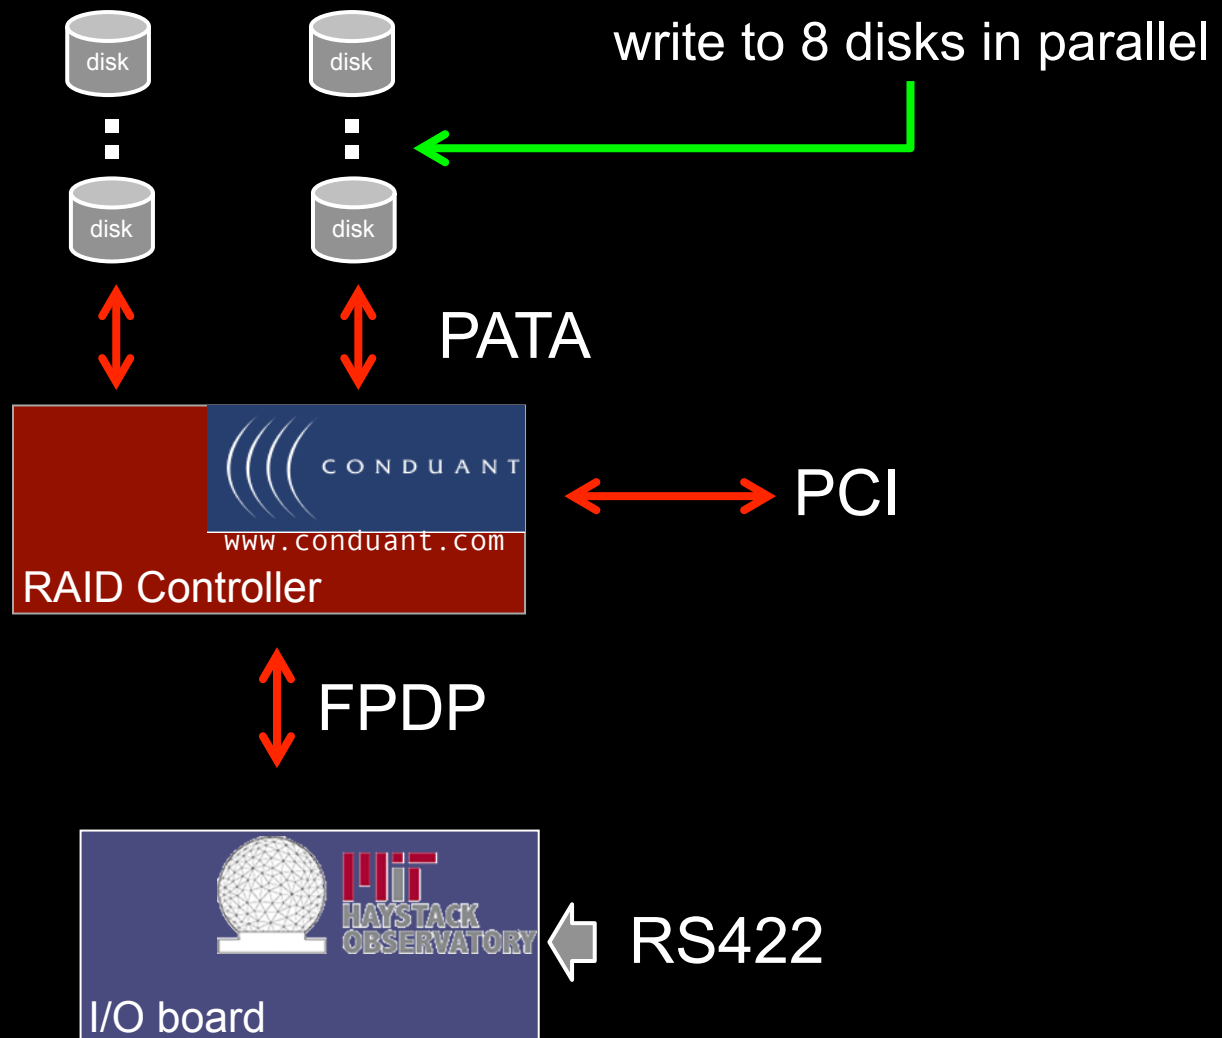 write to 8 disks in parallel
disk
disk
disk
disk
PATA
CONDUANT
www.conduant.com
RAID Controller
PCI
FPDP
MIT
HAYSTACK
OBSERVATORY
RS422
I/O board